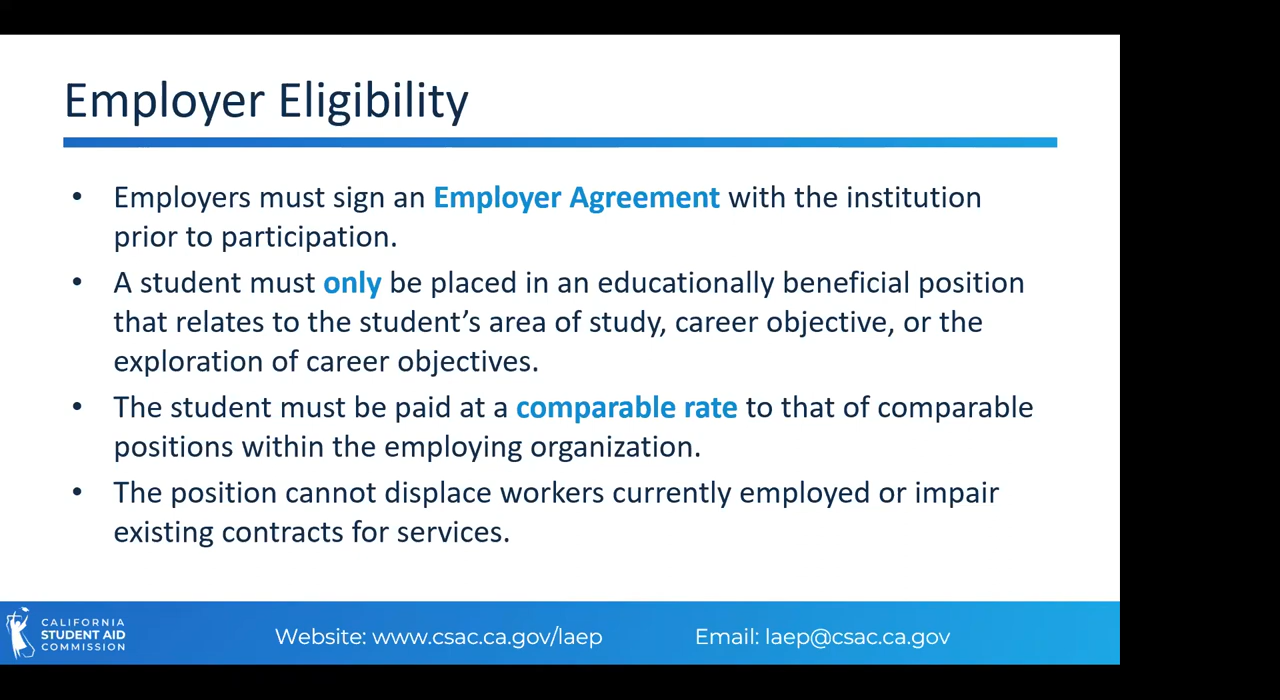 Employer Eligibility
• Employers must sign an Employer Agreement with the institution
prior to participation.
• A student must only be placed in an educationally beneficial position
that relates to the student’s area of study, career objective, or the
exploration of career objectives.
• The student must be paid at a comparable rate to that of comparable
positions within the employing organization.
• The position cannot displace workers currently employed or impair
existing contracts for services.
CALIFORNIA
STUDENT AID
COMMISSION
Website: www.csac.ca.gov/laep
Email: laep@csac.ca.gov